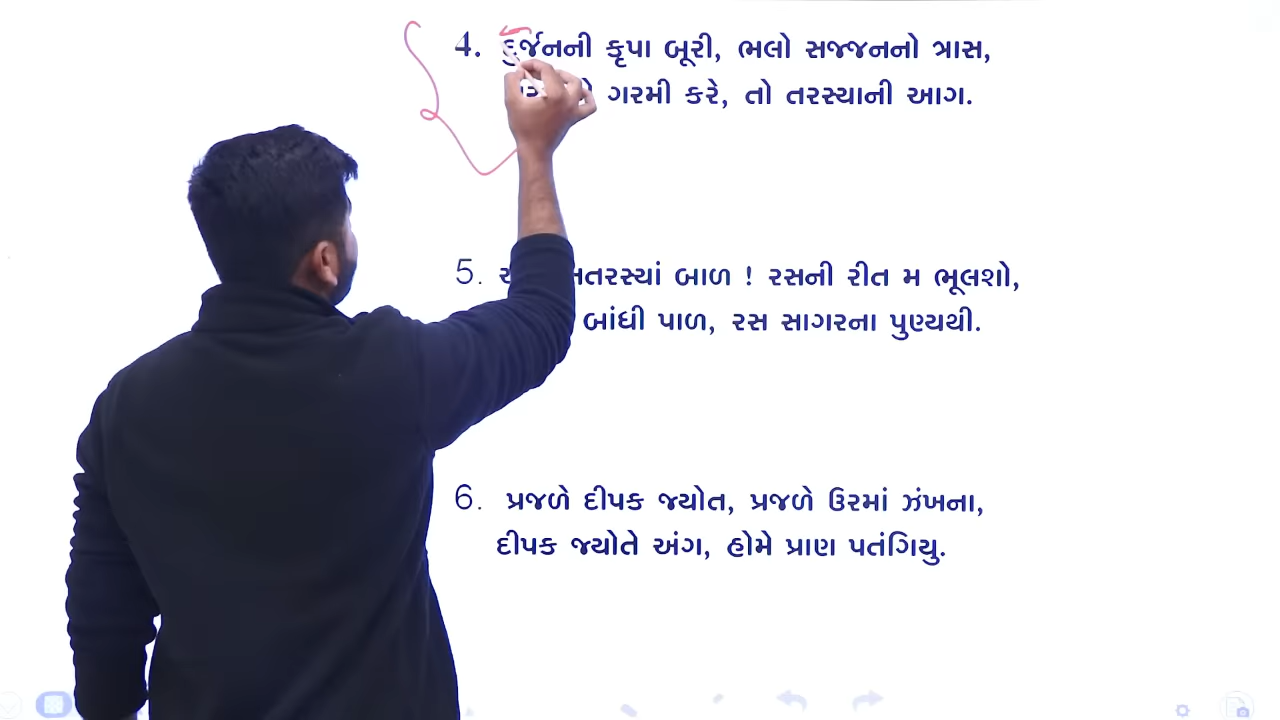 4. દુર્જનની કૃપા બૂરી, ભલો સજ્જનનો ત્રાસ,
ગરમી કરે, તો તરસ્યાની આગ.
5. બાળ ! રસની રીત મ ભૂલશો,
બાંધી પાળ, રસ સાગરના પુણ્યથી.
6. પ્રજળે દીપક જ્યોત, પ્રજળે ઉરમાં ઝંખના,
દીપક જ્યોતે અંગ, હોમે પ્રાણ પતંગિયુ.